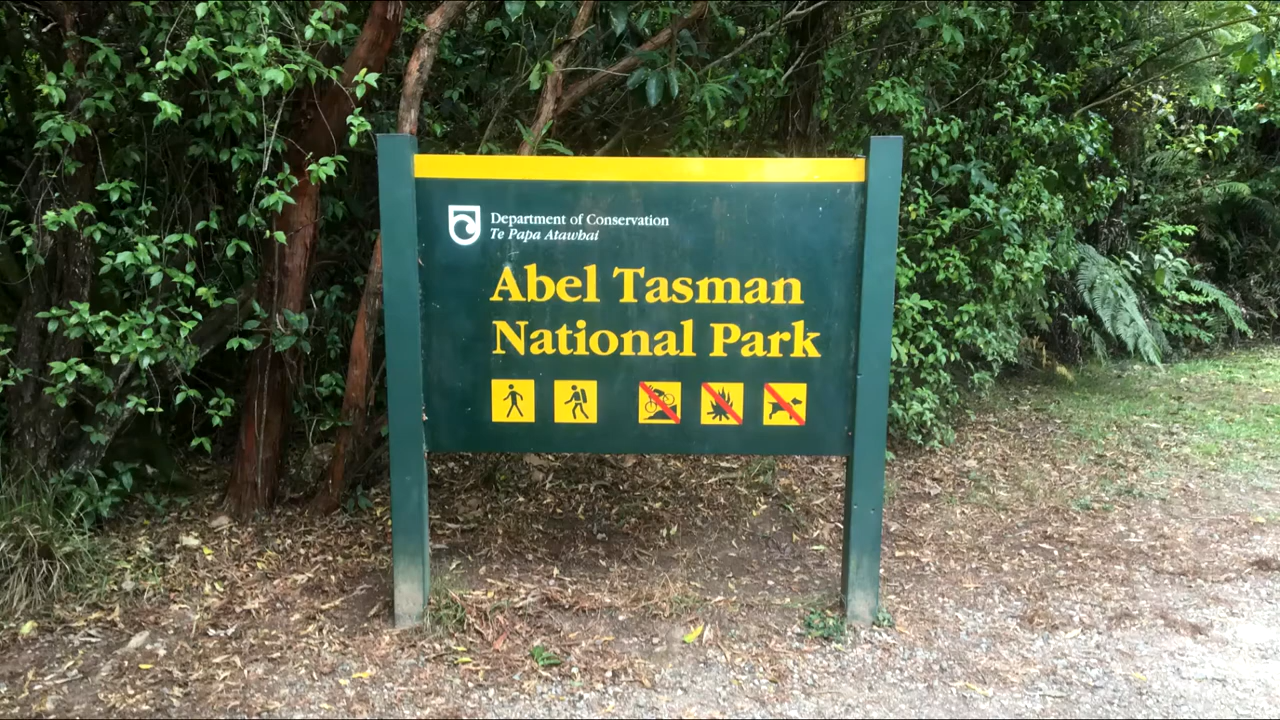 Department of Conservation
Te Papa Atawhai
Abel Tasman
National Park